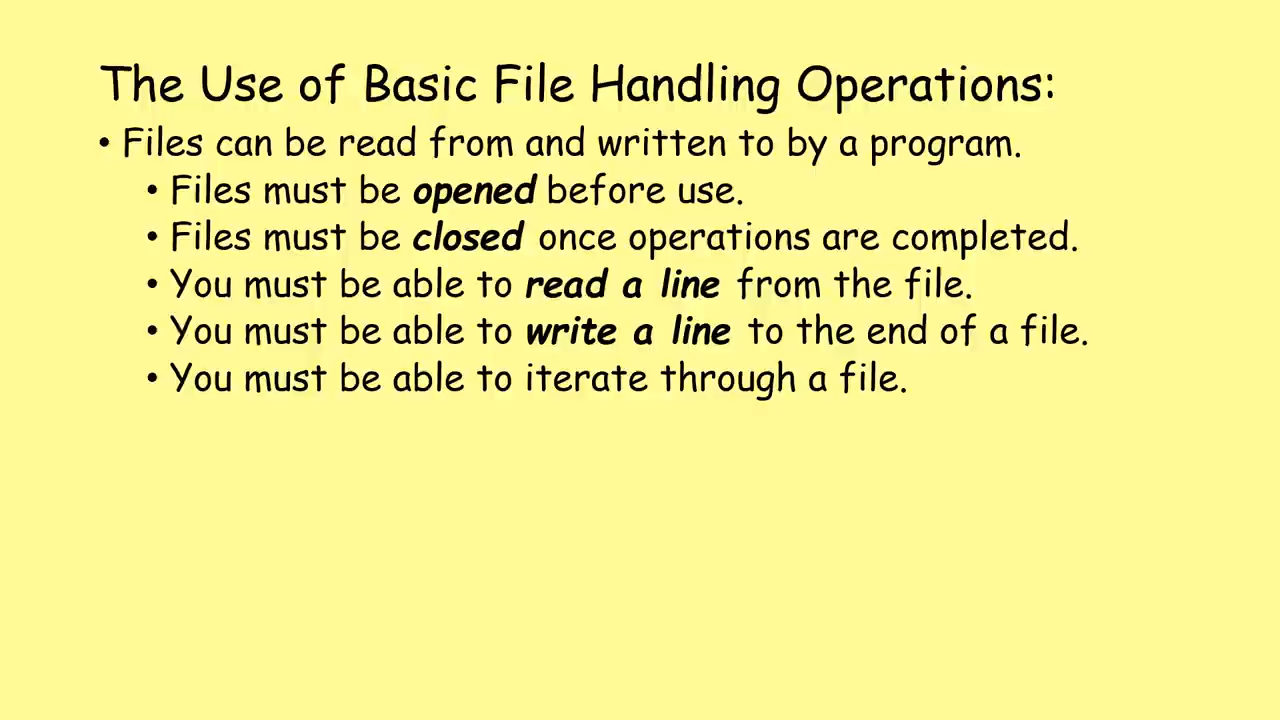 The Use of Basic File Handling Operations:
• Files can be read from and written to by a program.
• Files must be opened before use.
• Files must be closed once operations are completed.
• You must be able to read a line from the file.
• You must be able to write a line to the end of a file.
• You must be able to iterate through a file.